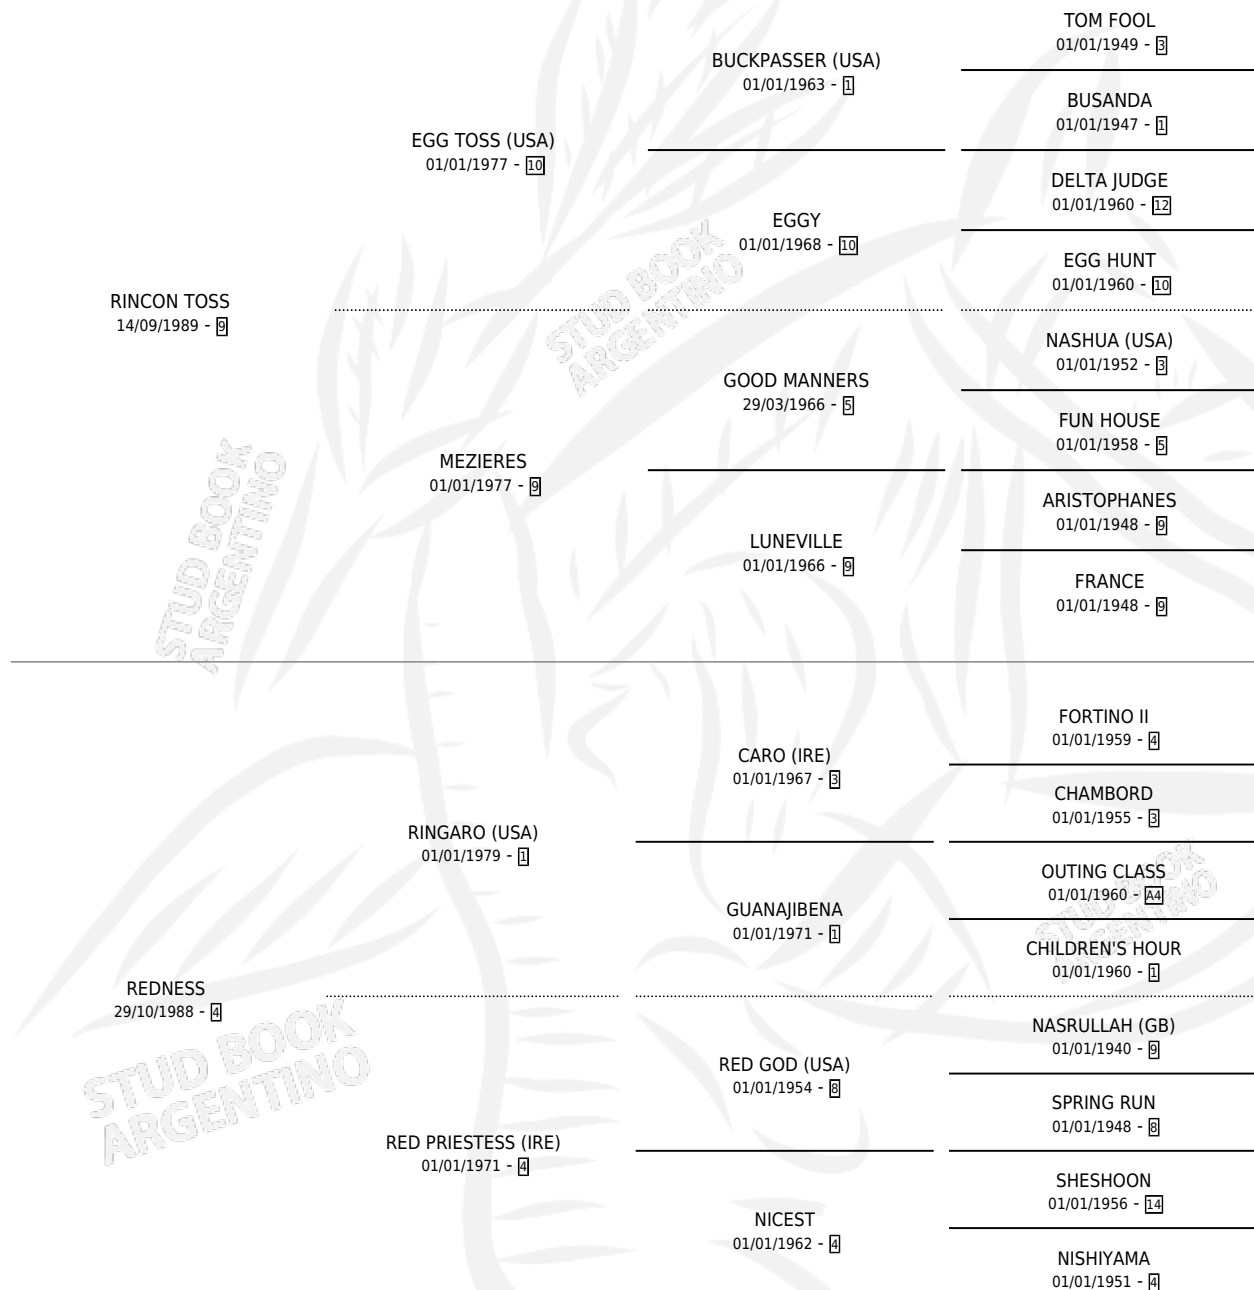 TOM FOOL
01/01/1949 - 3
BUCKPASSER (USA)
01/01/1963 - 1
BUSANDA
01/01/1947 - 1
EGG TOSS (USA)
01/01/1977 - 10
DELTA JUDGE
01/01/1960 - 12
EGGY
01/01/1968 - 10
EGG HUNT
01/01/1960 - 10
RINCON TOSS
14/09/1989 - 9
STUD BOOK
ARGENTINO
NASHUA (USA)
01/01/1952 - 3
GOOD MANNERS
29/03/1966 - 5
FUN HOUSE
01/01/1958 - 5
MEZIERES
01/01/1977 - 9
ARISTOPHANES
01/01/1948 - 9
LUNEVILLE
01/01/1966 - 9
FRANCE
01/01/1948 - 9
STUD BOOK
ARGENTINO
FORTINO II
01/01/1959 - 4
CARO (IRE)
01/01/1967 - 3
CHAMBORD
01/01/1955 - 3
RINGARO (USA)
01/01/1979 - 1
OUTING CLASS
01/01/1960 - A4
GUANAJIBENA
01/01/1971 - 1
CHILDREN'S HOUR
01/01/1960 - 1
STUD BOOK
ARGENTINO
REDNESS
29/10/1988 - 4
NASRULLAH (GB)
01/01/1940 - 9
RED GOD (USA)
01/01/1954 - 8
SPRING RUN
01/01/1948 - 8
STUD BOOK
ARGENTINO
RED PRIESTESS (IRE)
01/01/1971 - 4
SHESHOON
01/01/1956 - 14
NICEST
01/01/1962 - 4
NISHIYAMA
01/01/1951 - 4